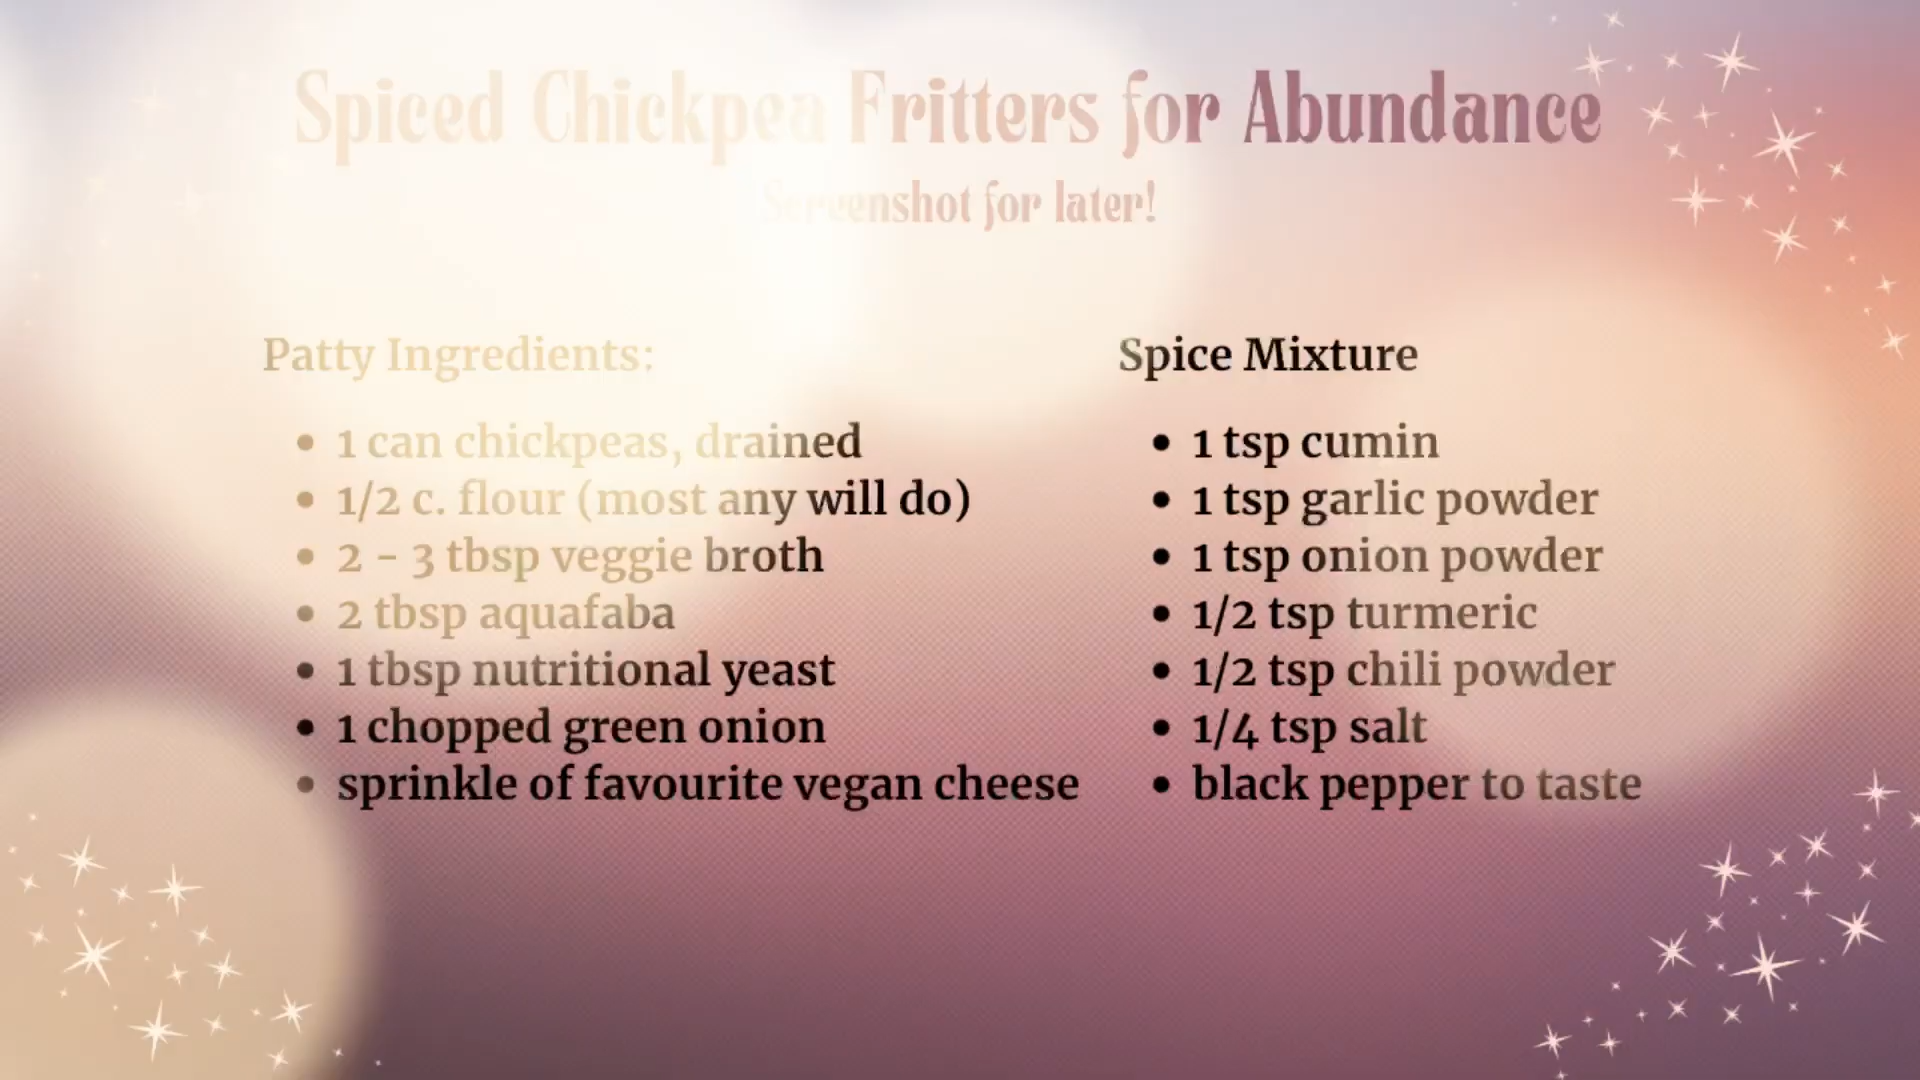 Spiced Chickpea Fritters for Abundance
Screenshot for later!
Patty Ingredients:
• 1 can chickpeas, drained
• 1/2 c. flour (most any will do)
• 2 - 3 tbsp veggie broth
• 2 tbsp aquafaba
• 1 tbsp nutritional yeast
• 1 chopped green onion
• sprinkle of favourite vegan cheese
Spice Mixture
• 1 tsp cumin
• 1 tsp garlic powder
• 1 tsp onion powder
• 1/2 tsp turmeric
• 1/2 tsp chili powder
• 1/4 tsp salt
• black pepper to taste